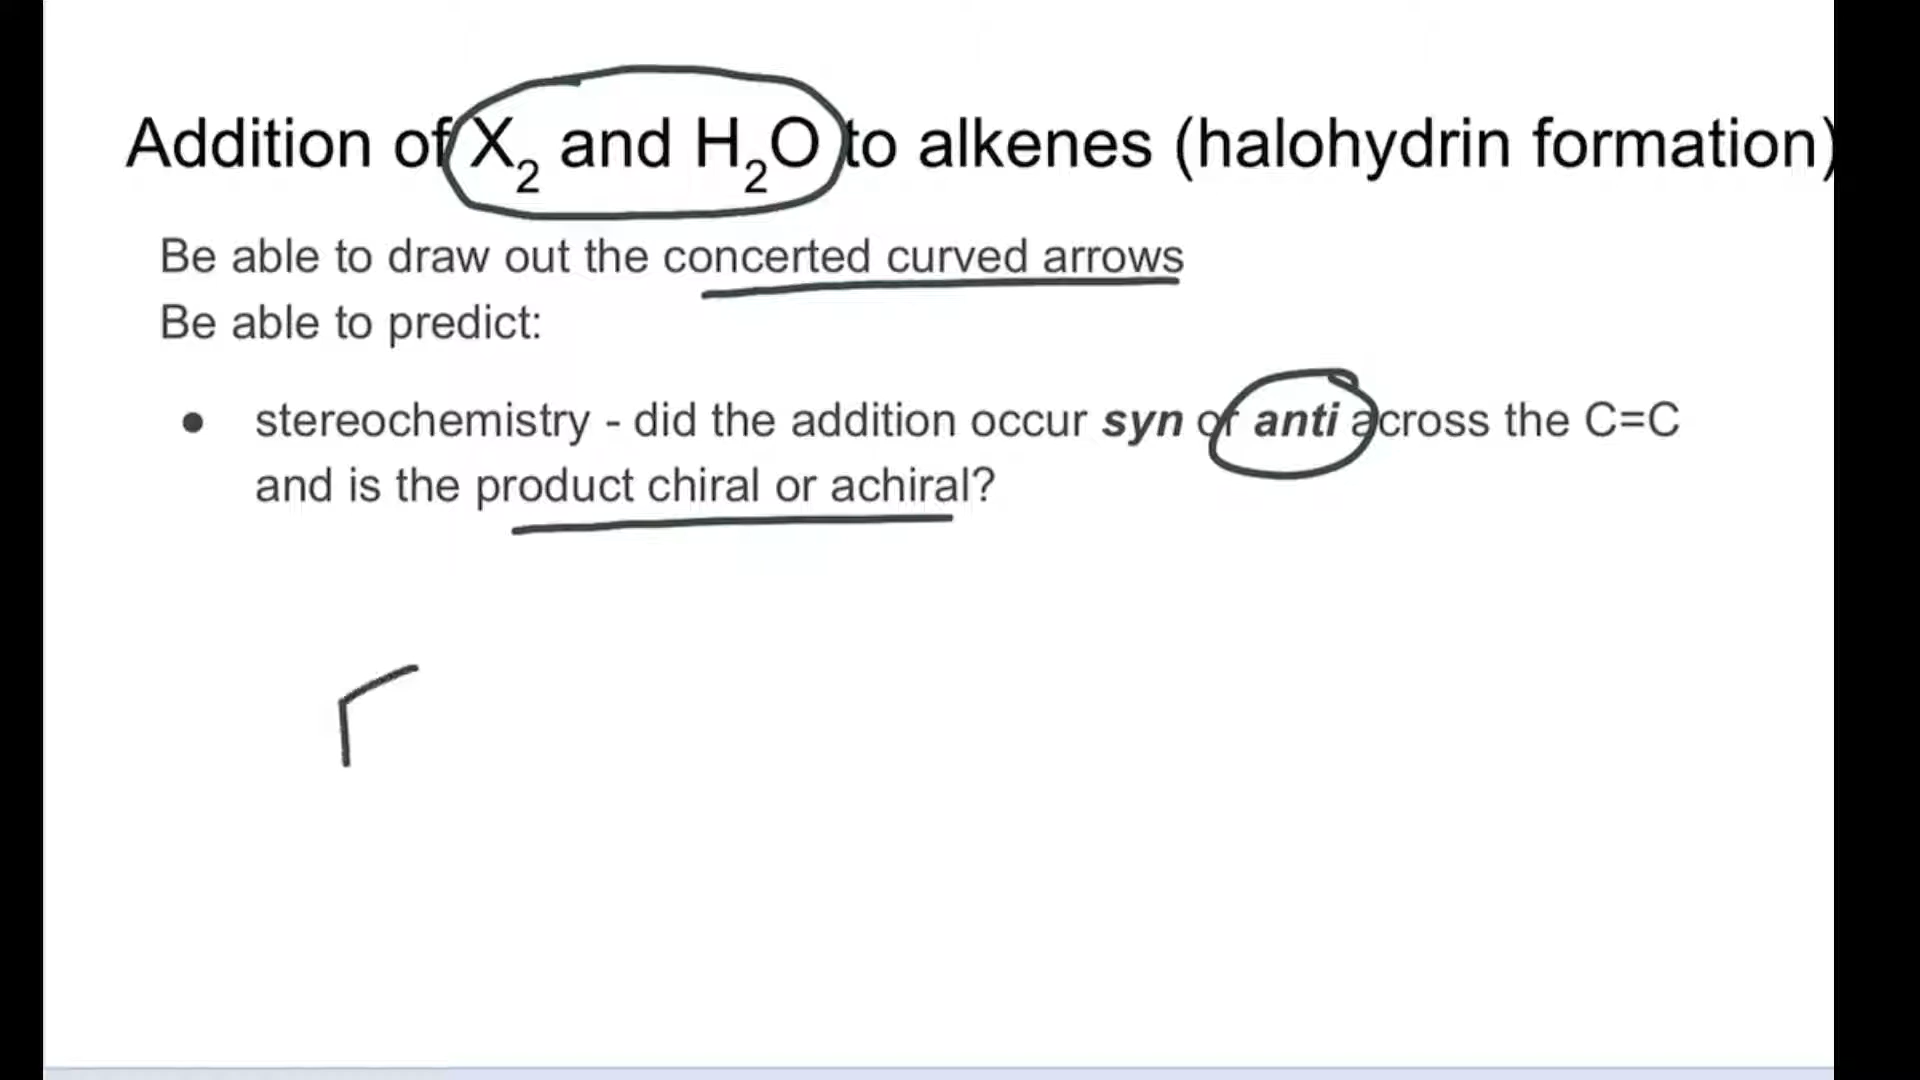 Addition of X₂ and H₂O to alkenes (halohydrin formation)
Be able to draw out the concerted curved arrows
Be able to predict:
● stereochemistry - did the addition occur syn or anti across the C=C
and is the product chiral or achiral?